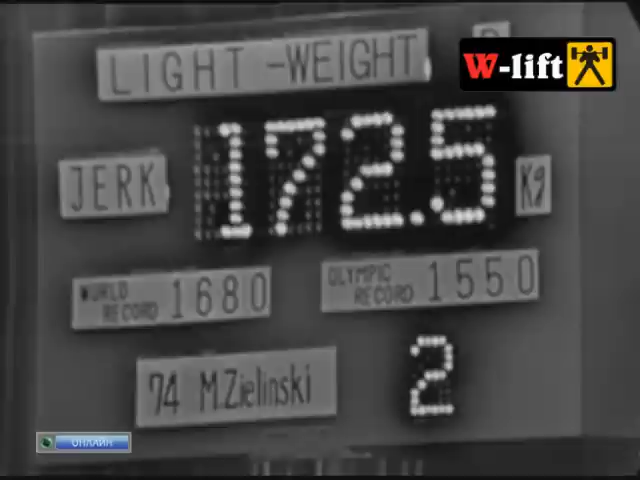 LIGHT-WEIGHT B
W-lift
JERK 172.5 Kg
WORLD RECORD 1680
OLYMPIC RECORD 1550
74 M.Zielinski 2
ОНЛАЙН